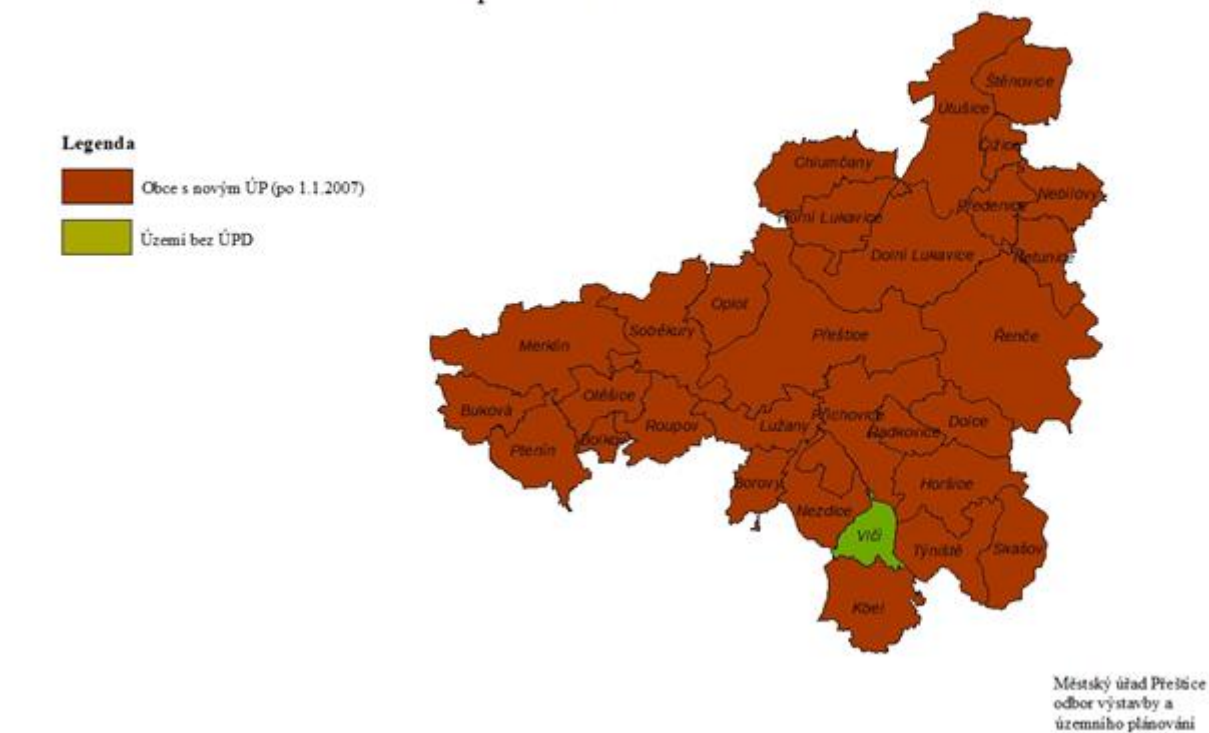 Legenda
Obce s novým ÚP (po 1.1.2007)
Území bez ÚPD
Štěnovice
Útušice
Čižice
Chlumčany
Nebílovy
Předenice
Horní Lukavice
Dolní Lukavice
Netunice
Oplot
Soběkury
Přeštice
Řenče
Merklín
Otěšice
Buková
Roupov
Lužany
Příchovice
Radkovice
Dolce
Ptenín
Borovy
Horšice
Nezdice
Vlčí
Týniště
Skašov
Kbel
Městský úřad Přeštice
odbor výstavby a
územního plánování